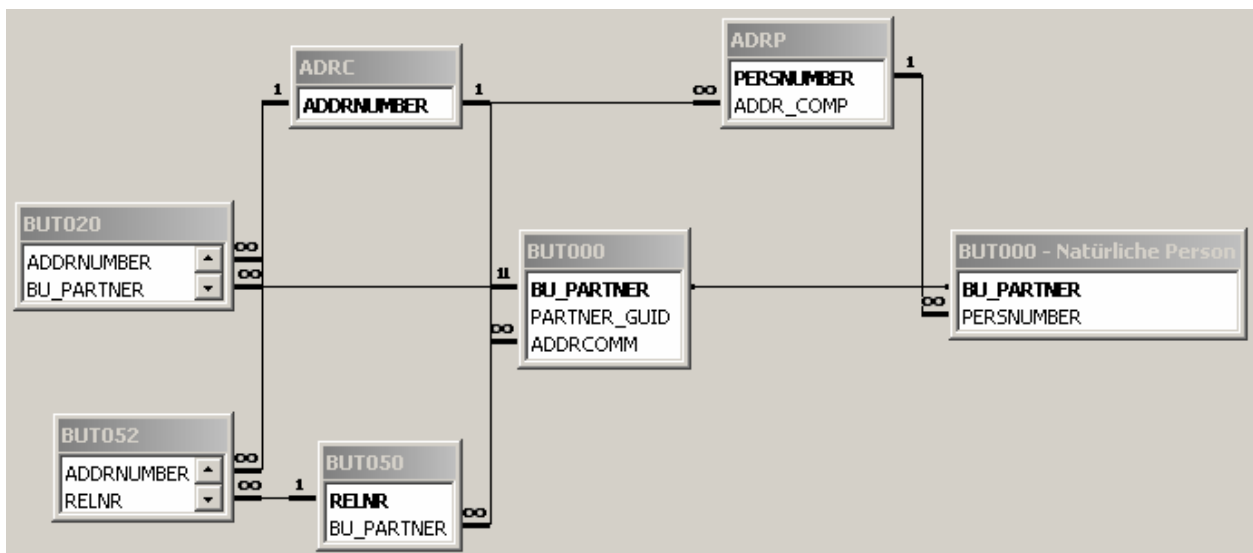 ADRP
PERSNUMBER
ADDR_COMP
1
∞
ADRC
ADDRNUMBER
1
1
BUT020
ADDRNUMBER
BU_PARTNER
∞
∞
BUT000
BU_PARTNER
PARTNER_GUID
ADDRCOMM
11
∞
BUT000 - Natürliche Person
BU_PARTNER
PERSNUMBER
∞
BUT052
ADDRNUMBER
RELNR
∞
∞
1
BUT050
RELNR
BU_PARTNER
∞